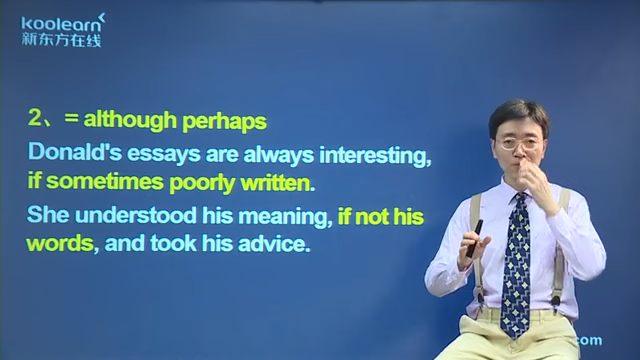 koolearn
新东方在线
2、= although perhaps
Donald's essays are always interesting,
if sometimes poorly written.
She understood his meaning, if not his
words, and took his advice.
.com